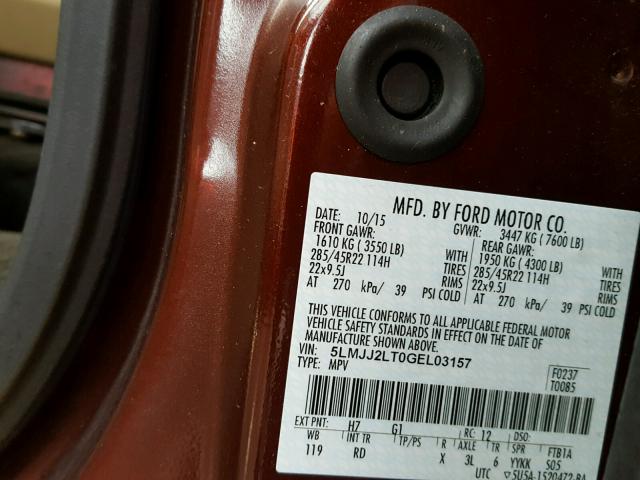 MFD. BY FORD MOTOR CO.
DATE: 10/15 GVWR: 3447 KG ( 7600 LB)
FRONT GAWR: REAR GAWR:
1610 KG ( 3550 LB) WITH 1950 KG ( 4300 LB) WITH
285/45R22 114H TIRES 285/45R22 114H TIRES
22x9.5J RIMS 22x9.5J RIMS
AT 270 kPa/ 39 PSI COLD AT 270 kPa/ 39 PSI COLD
THIS VEHICLE CONFORMS TO ALL APPLICABLE FEDERAL MOTOR
VEHICLE SAFETY STANDARDS IN EFFECT ON THE DATE OF
MANUFACTURE SHOWN ABOVE.
VIN: 5LMJJ2LT0GEL03157 F0237
TYPE: MPV T0085
EXT PNT: H7 G1 RC: 12 DSO:
WB INT TR TP/PS R AXLE TR SPR FTB1A
119 RD X 3L 6 YYKK S05
UTC ▽5U5A-1520472-BA